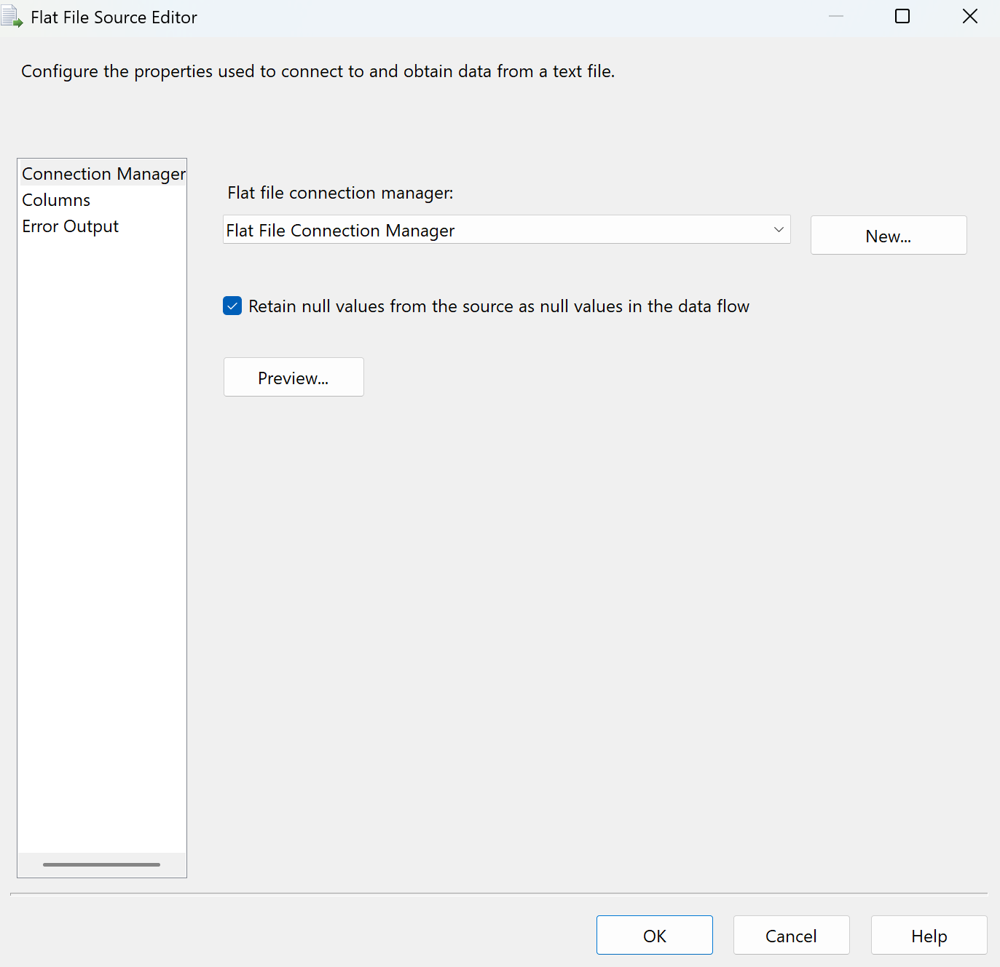 Flat File Source Editor
Configure the properties used to connect to and obtain data from a text file.
Connection Manager
Columns
Error Output
Flat file connection manager:
Flat File Connection Manager
New...
Retain null values from the source as null values in the data flow
Preview...
OK
Cancel
Help